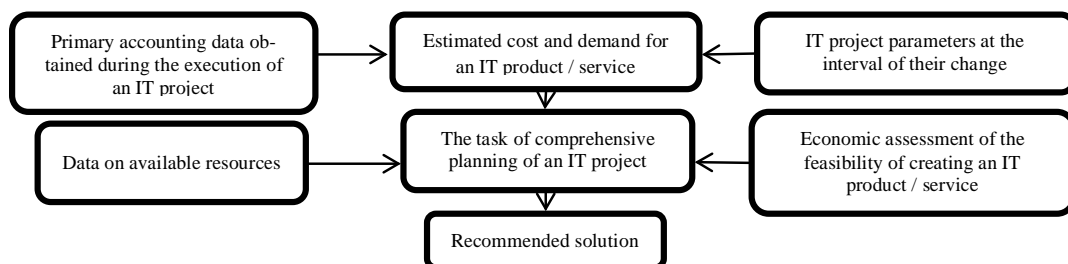 Primary accounting data ob-
tained during the execution of
an IT project
Estimated cost and demand for
an IT product / service
IT project parameters at the
interval of their change
Data on available resources
The task of comprehensive
planning of an IT project
Economic assessment of the
feasibility of creating an IT
product / service
Recommended solution